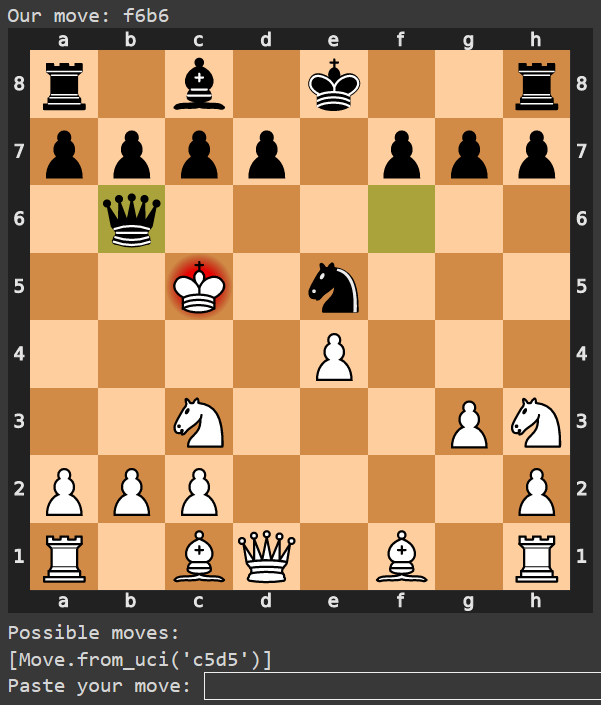 Our move: f6b6
a b c d e f g h
8 8
7 7
6 6
5 5
4 4
3 3
2 2
1 1
a b c d e f g h
Possible moves:
[Move.from_uci('c5d5')]
Paste your move: